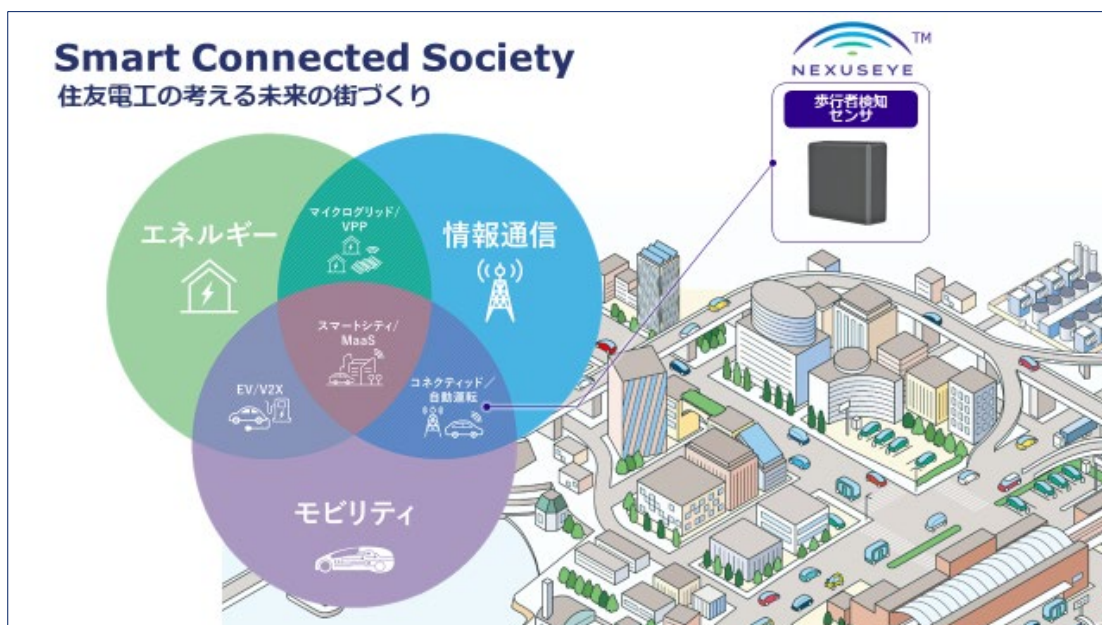 Smart Connected Society
住友電工の考える未来の街づくり
NEXUSEYE™
歩行者検知
センサ
エネルギー
マイクログリッド/
VPP
情報通信
スマートシティ/
MaaS
EV/V2X
コネクティッド/
自動運転
モビリティ